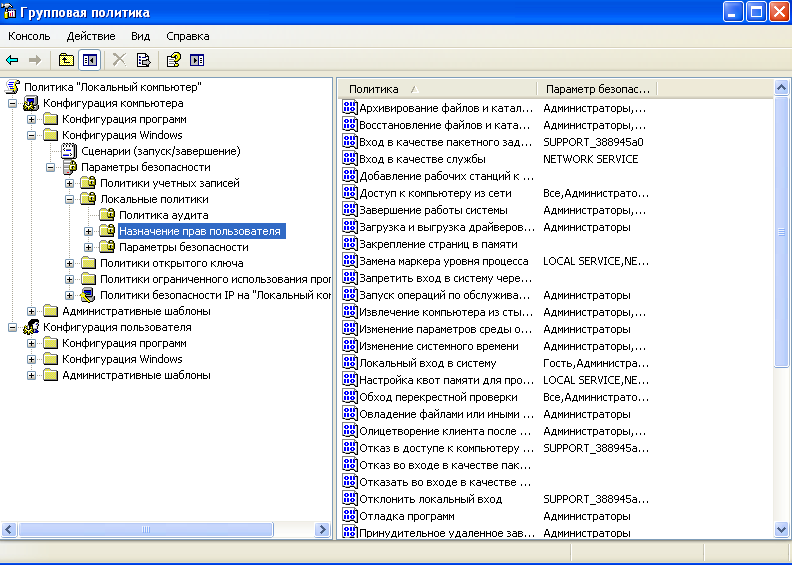 Групповая политика
Консоль Действие Вид Справка
Политика "Локальный компьютер"
Конфигурация компьютера
Конфигурация программ
Конфигурация Windows
Сценарии (запуск/завершение)
Параметры безопасности
Политики учетных записей
Локальные политики
Политика аудита
Назначение прав пользователя
Параметры безопасности
Политики открытого ключа
Политики ограниченного использования прог
Политики безопасности IP на "Локальный ком
Административные шаблоны
Конфигурация пользователя
Конфигурация программ
Конфигурация Windows
Административные шаблоны
Политика Параметр безопас...
Архивирование файлов и катал... Администраторы,...
Восстановление файлов и ката... Администраторы,...
Вход в качестве пакетного зад... SUPPORT_388945a0
Вход в качестве службы NETWORK SERVICE
Добавление рабочих станций к ...
Доступ к компьютеру из сети Все,Администрато...
Завершение работы системы Администраторы,...
Загрузка и выгрузка драйверов... Администраторы
Закрепление страниц в памяти
Замена маркера уровня процесса LOCAL SERVICE,NE...
Запретить вход в систему чере...
Запуск операций по обслужива... Администраторы
Извлечение компьютера из сты... Администраторы,...
Изменение параметров среды о... Администраторы
Изменение системного времени Администраторы,...
Локальный вход в систему Гость,Администра...
Настройка квот памяти для про... LOCAL SERVICE,NE...
Обход перекрестной проверки Все,Администрато...
Овладение файлами или иными ... Администраторы
Олицетворение клиента после ... Администраторы,...
Отказ в доступе к компьютеру ... SUPPORT_388945a...
Отказ во входе в качестве пак...
Отказать во входе в качестве ...
Отклонить локальный вход SUPPORT_388945a...
Отладка программ Администраторы
Принудительное удаленное зав... Администраторы